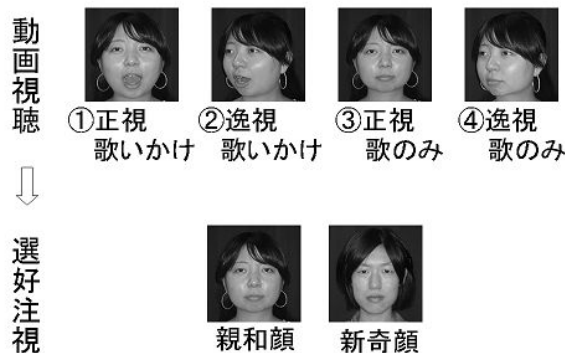 動画視聴
①正視
歌いかけ
②逸視
歌いかけ
③正視
歌のみ
④逸視
歌のみ
選好注視
親和顔
新奇顔